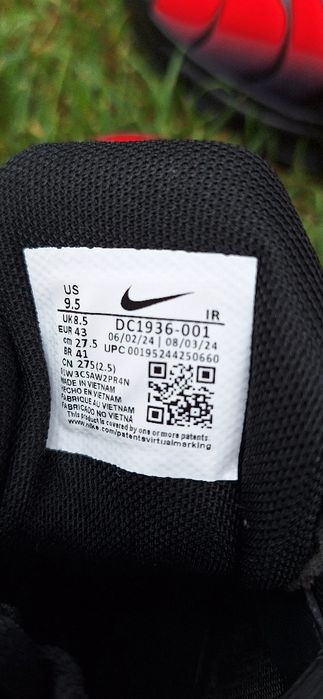 US
9.5
IR
UK 8.5 DC1936-001
EUR 43 06/02/24 | 08/03/24
cm 27.5 UPC 00195244250660
BR 41
CN 275(2.5)
3CSAW2PR4N
MADE IN VIETNAM
HECHO EN VIETNAM
FABRIQUE AU VIETNAM
FABRICADO NO VIETNÃ
This product is covered by one or more patents.
www.nike.com/patentsvirtualmarking